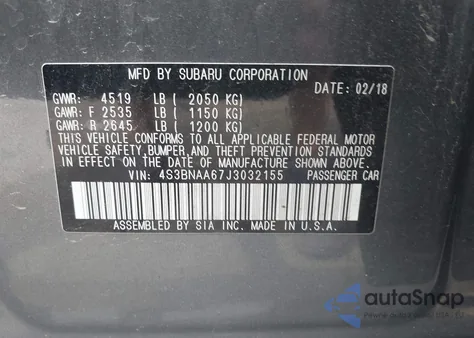 MFD BY SUBARU CORPORATION
DATE: 02/18
GVWR: 4519 LB ( 2050 KG)
GAWR: F 2535 LB ( 1150 KG)
GAWR: R 2645 LB ( 1200 KG)
THIS VEHICLE CONFORMS TO ALL APPLICABLE FEDERAL MOTOR
VEHICLE SAFETY, BUMPER, AND THEFT PREVENTION STANDARDS
IN EFFECT ON THE DATE OF MANUFACTURE SHOWN ABOVE.
VIN: 4S3BNAA67J3032155 PASSENGER CAR
ASSEMBLED BY SIA INC. MADE IN U.S.A.
autoSnap